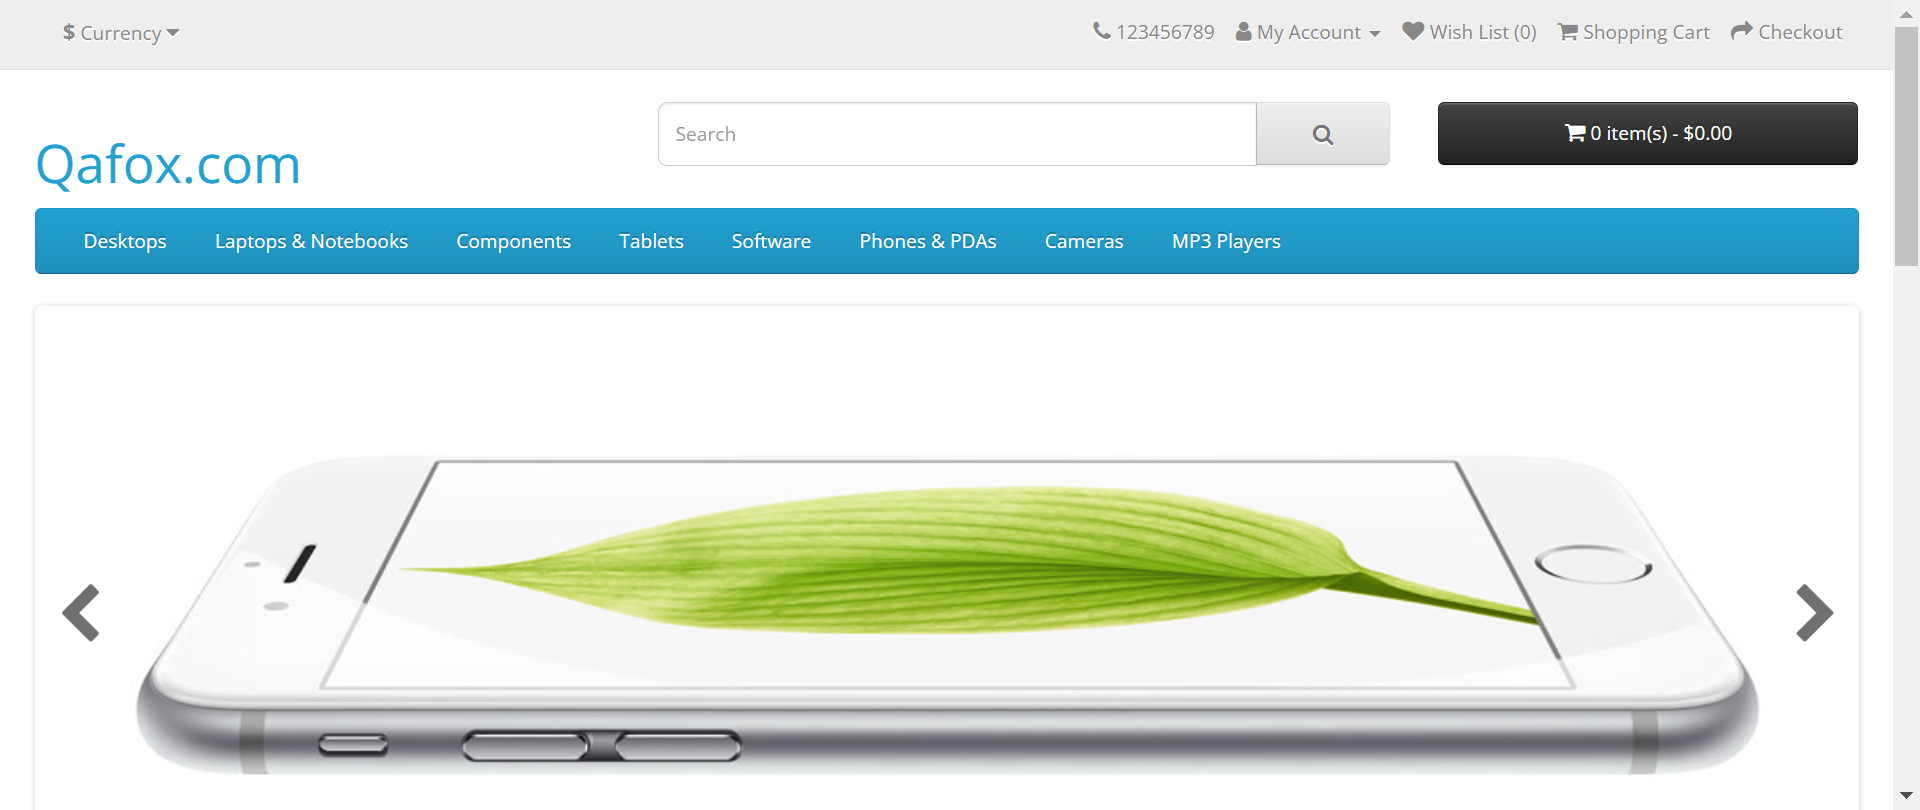 $ Currency 123456789 My Account Wish List (0) Shopping Cart Checkout
Search
0 item(s) - $0.00
Qafox.com
Desktops Laptops & Notebooks Components Tablets Software Phones & PDAs Cameras MP3 Players